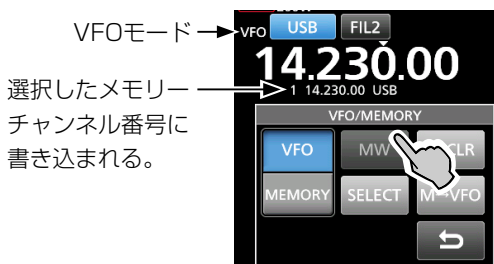 VFOモード
選択したメモリー
チャンネル番号に
書き込まれる。
VFO USB FIL2
14.230.00
1 14.230.00 USB
VFO/MEMORY
VFO MW CLR
MEMORY SELECT M→VFO